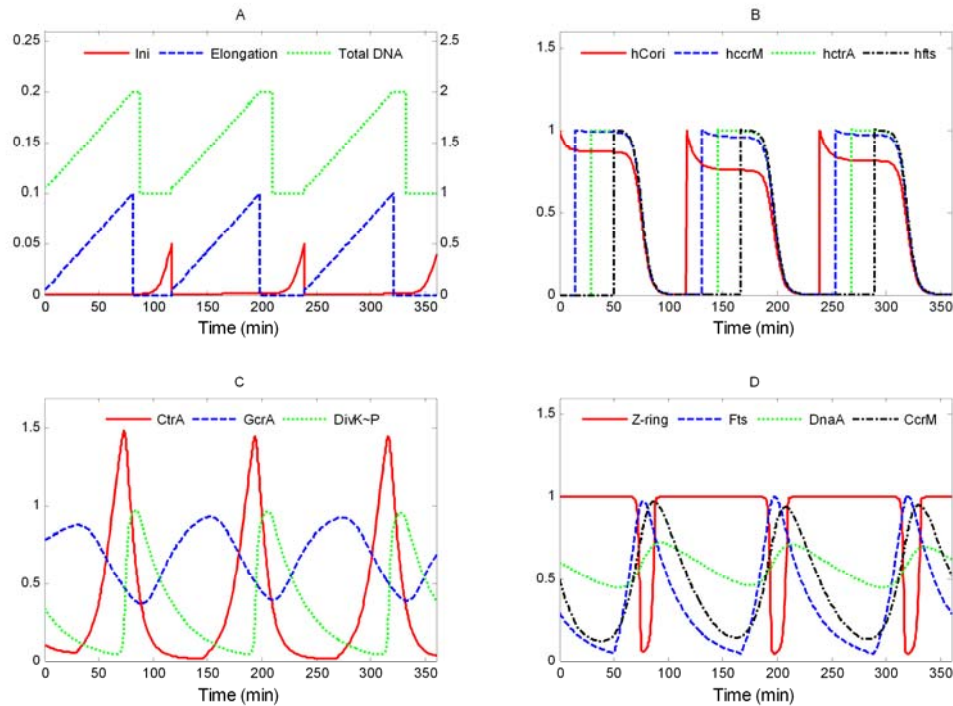 A
Ini Elongation Total DNA
0.25
0.2
0.15
0.1
0.05
0
2.5
2
1.5
1
0.5
0
0 50 100 150 200 250 300 350
Time (min)
B
hCori hccrM hctrA hfts
1.5
1
0.5
0
0 50 100 150 200 250 300 350
Time (min)
C
CtrA GcrA DivK~P
1.5
1
0.5
0
0 50 100 150 200 250 300 350
Time (min)
D
Z-ring Fts DnaA CcrM
1.5
1
0.5
0
0 50 100 150 200 250 300 350
Time (min)